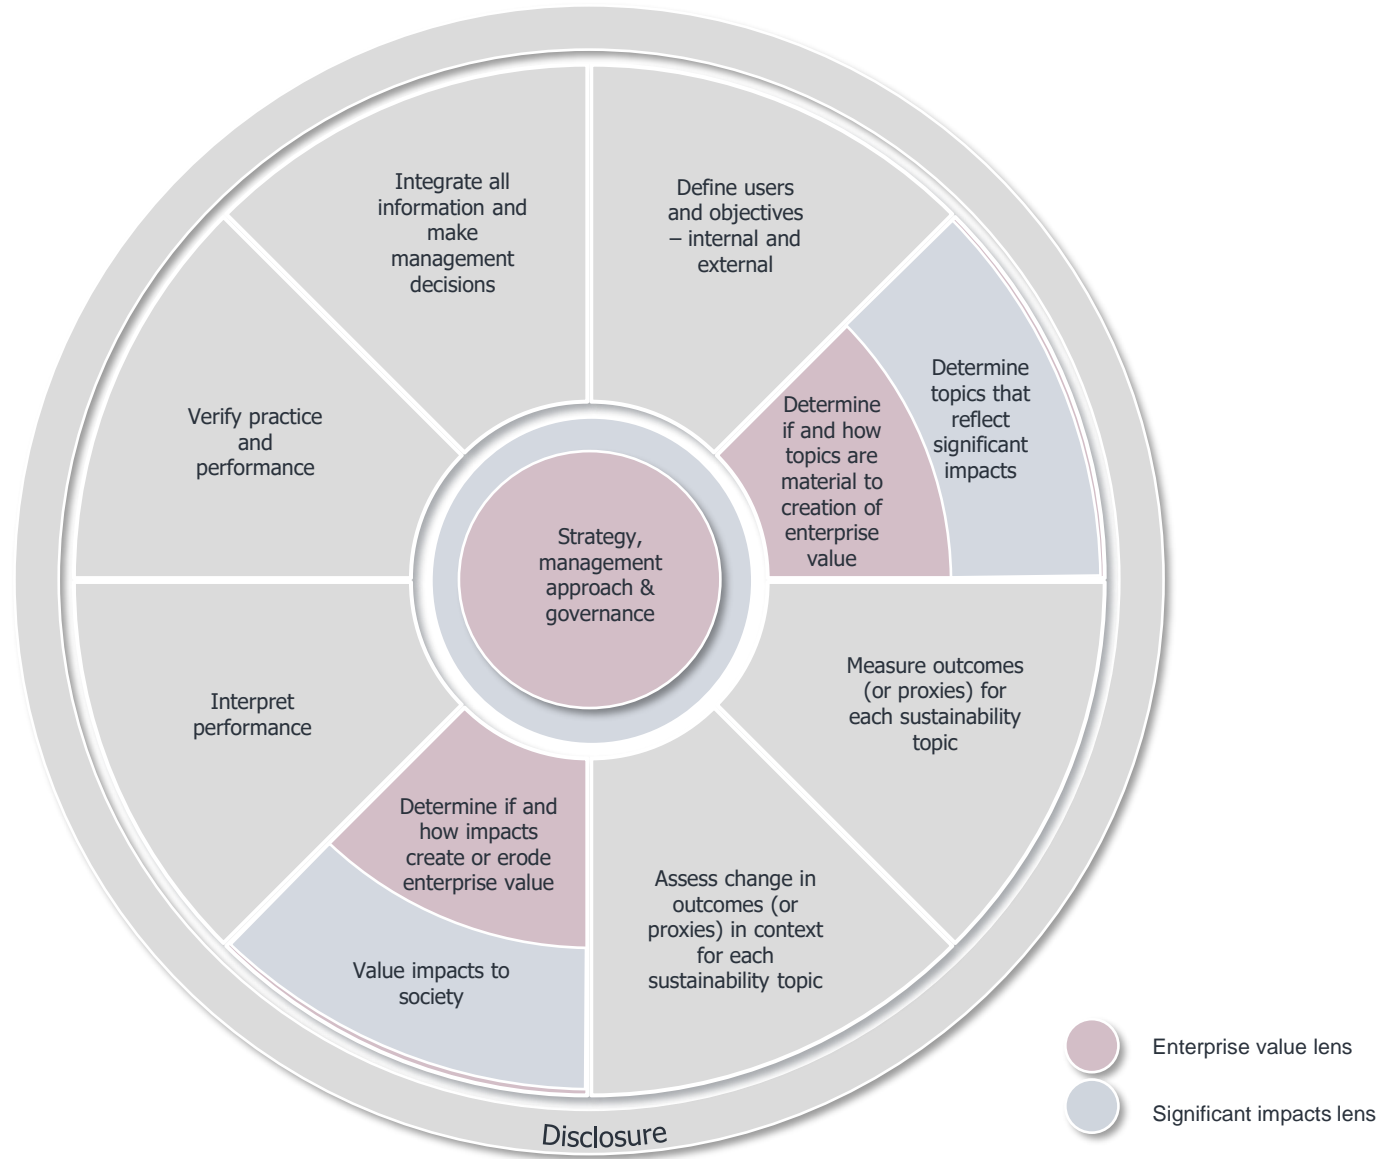 Integrate all
information and
make
management
decisions
Define users
and objectives
– internal and
external
Determine
topics that
reflect
significant
impacts
Determine
if and how
topics are
material to
creation of
enterprise
value
Verify practice
and
performance
Strategy,
management
approach &
governance
Measure outcomes
(or proxies) for
each sustainability
topic
Interpret
performance
Determine if and
how impacts
create or erode
enterprise value
Assess change in
outcomes (or
proxies) in context
for each
sustainability topic
Value impacts to
society
Enterprise value lens
Significant impacts lens
Disclosure